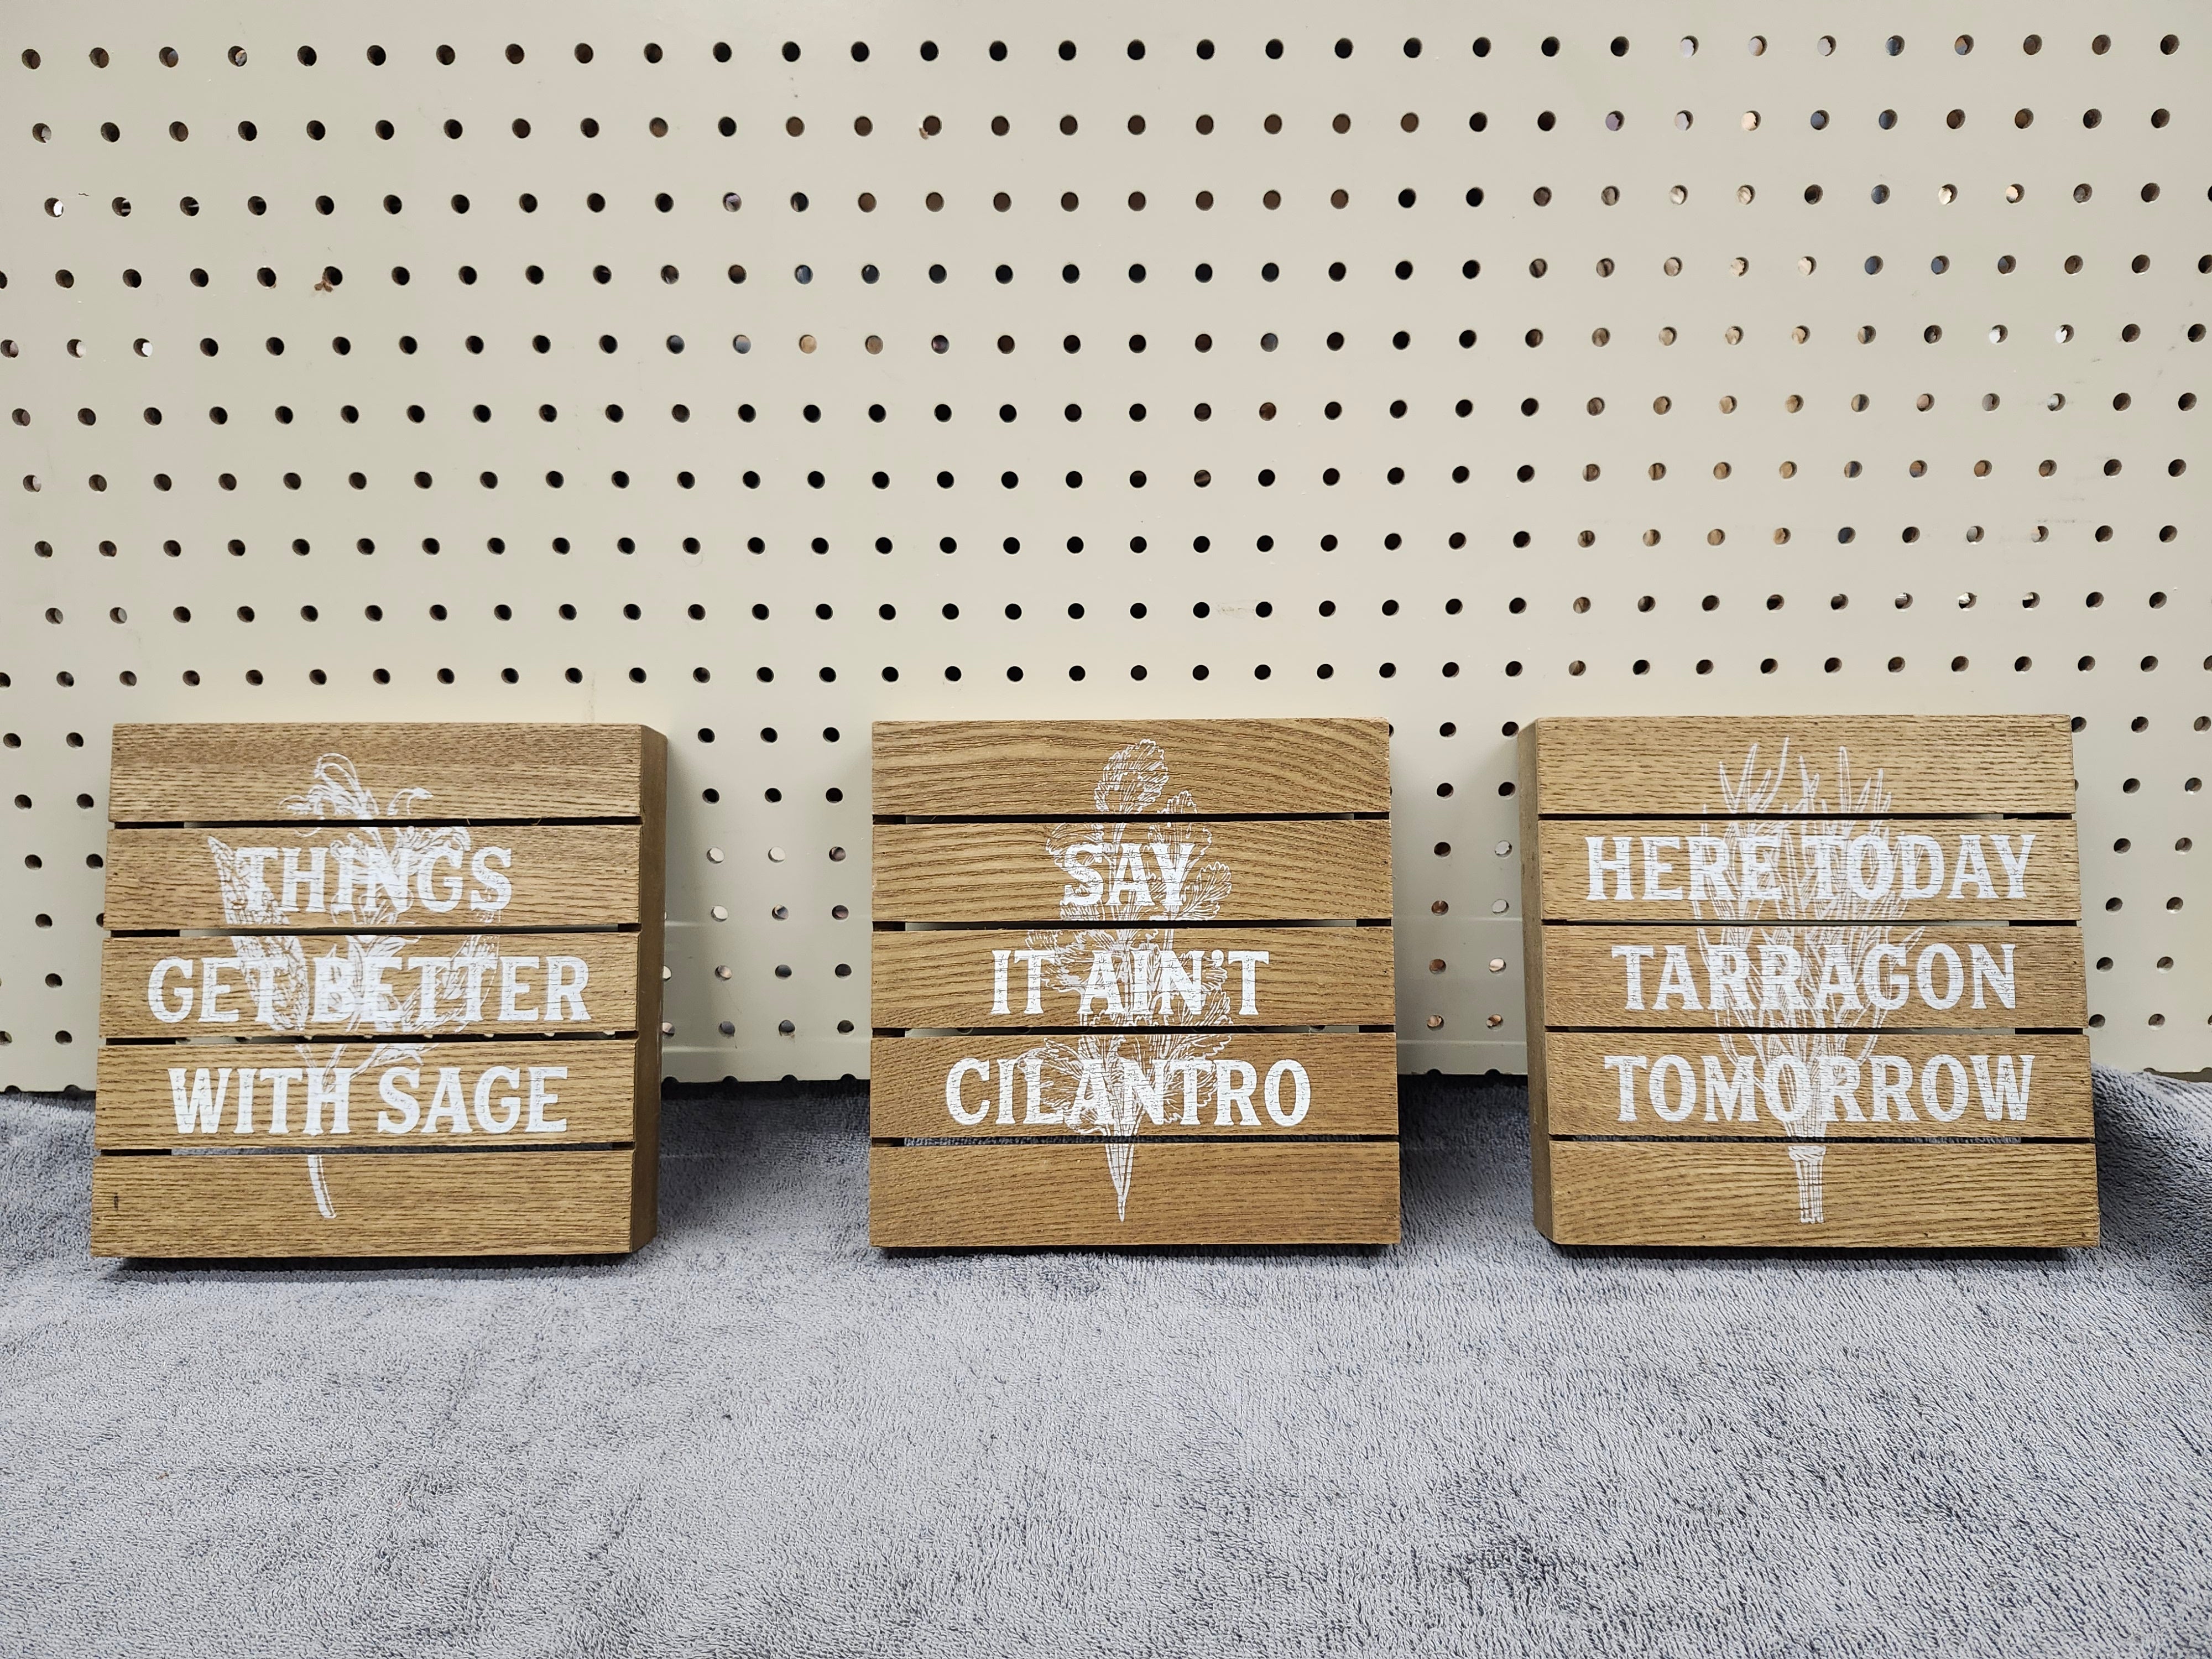 THINGS
GET BETTER
WITH SAGE
SAY
IT AIN'T
CILANTRO
HERE TODAY
TARRAGON
TOMORROW